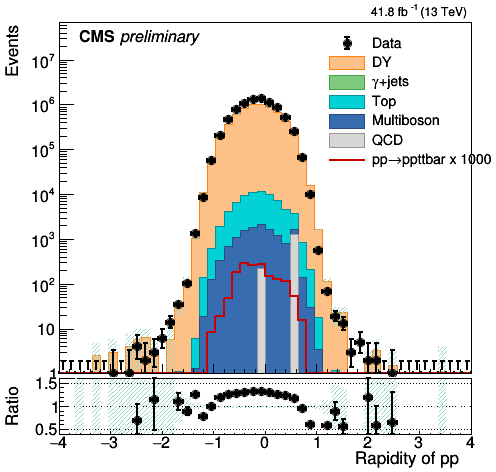 41.8 fb⁻¹ (13 TeV)
CMS preliminary
Events
Data
DY
γ+jets
Top
Multiboson
QCD
pp→ppttbar x 1000
10⁷
10⁶
10⁵
10⁴
10³
10²
10
1
Ratio
1.5
1
0.5
−4 −3 −2 −1 0 1 2 3 4
Rapidity of pp